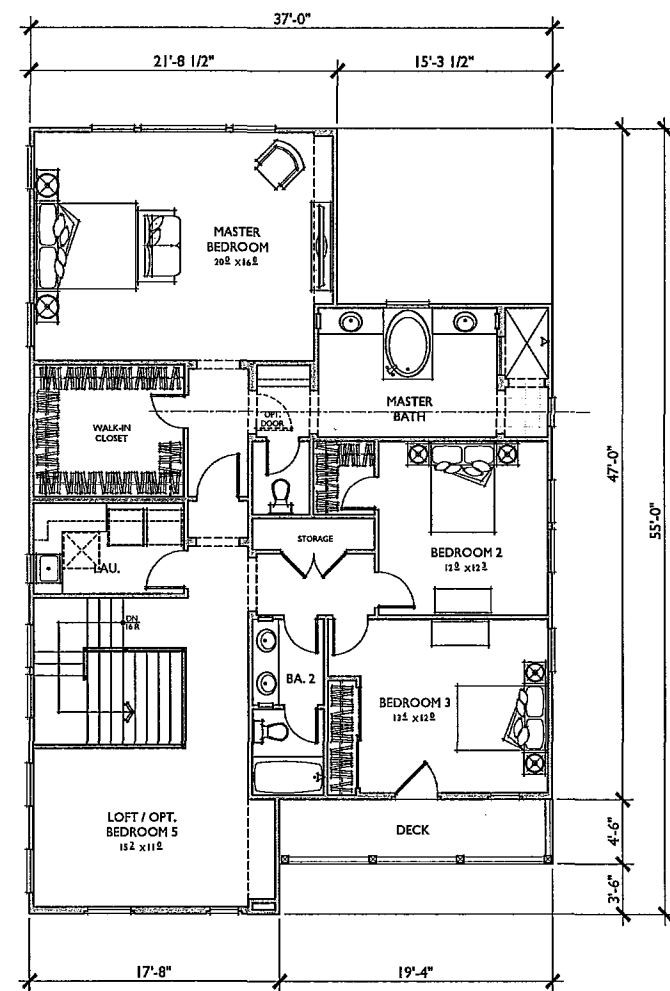 37'-0"
21'-8 1/2"
15'-3 1/2"
MASTER
BEDROOM
20⁰ X16⁰
MASTER
BATH
OPT.
DOOR
WALK-IN
CLOSET
47'-0"
55'-0"
STORAGE
BEDROOM 2
12⁰ X12³
LAU.
DN.
16 R
BA. 2
BEDROOM 3
13⁴ X12⁰
LOFT / OPT.
BEDROOM 5
15² X11⁰
DECK
4'-6"
3'-6"
17'-8"
19'-4"